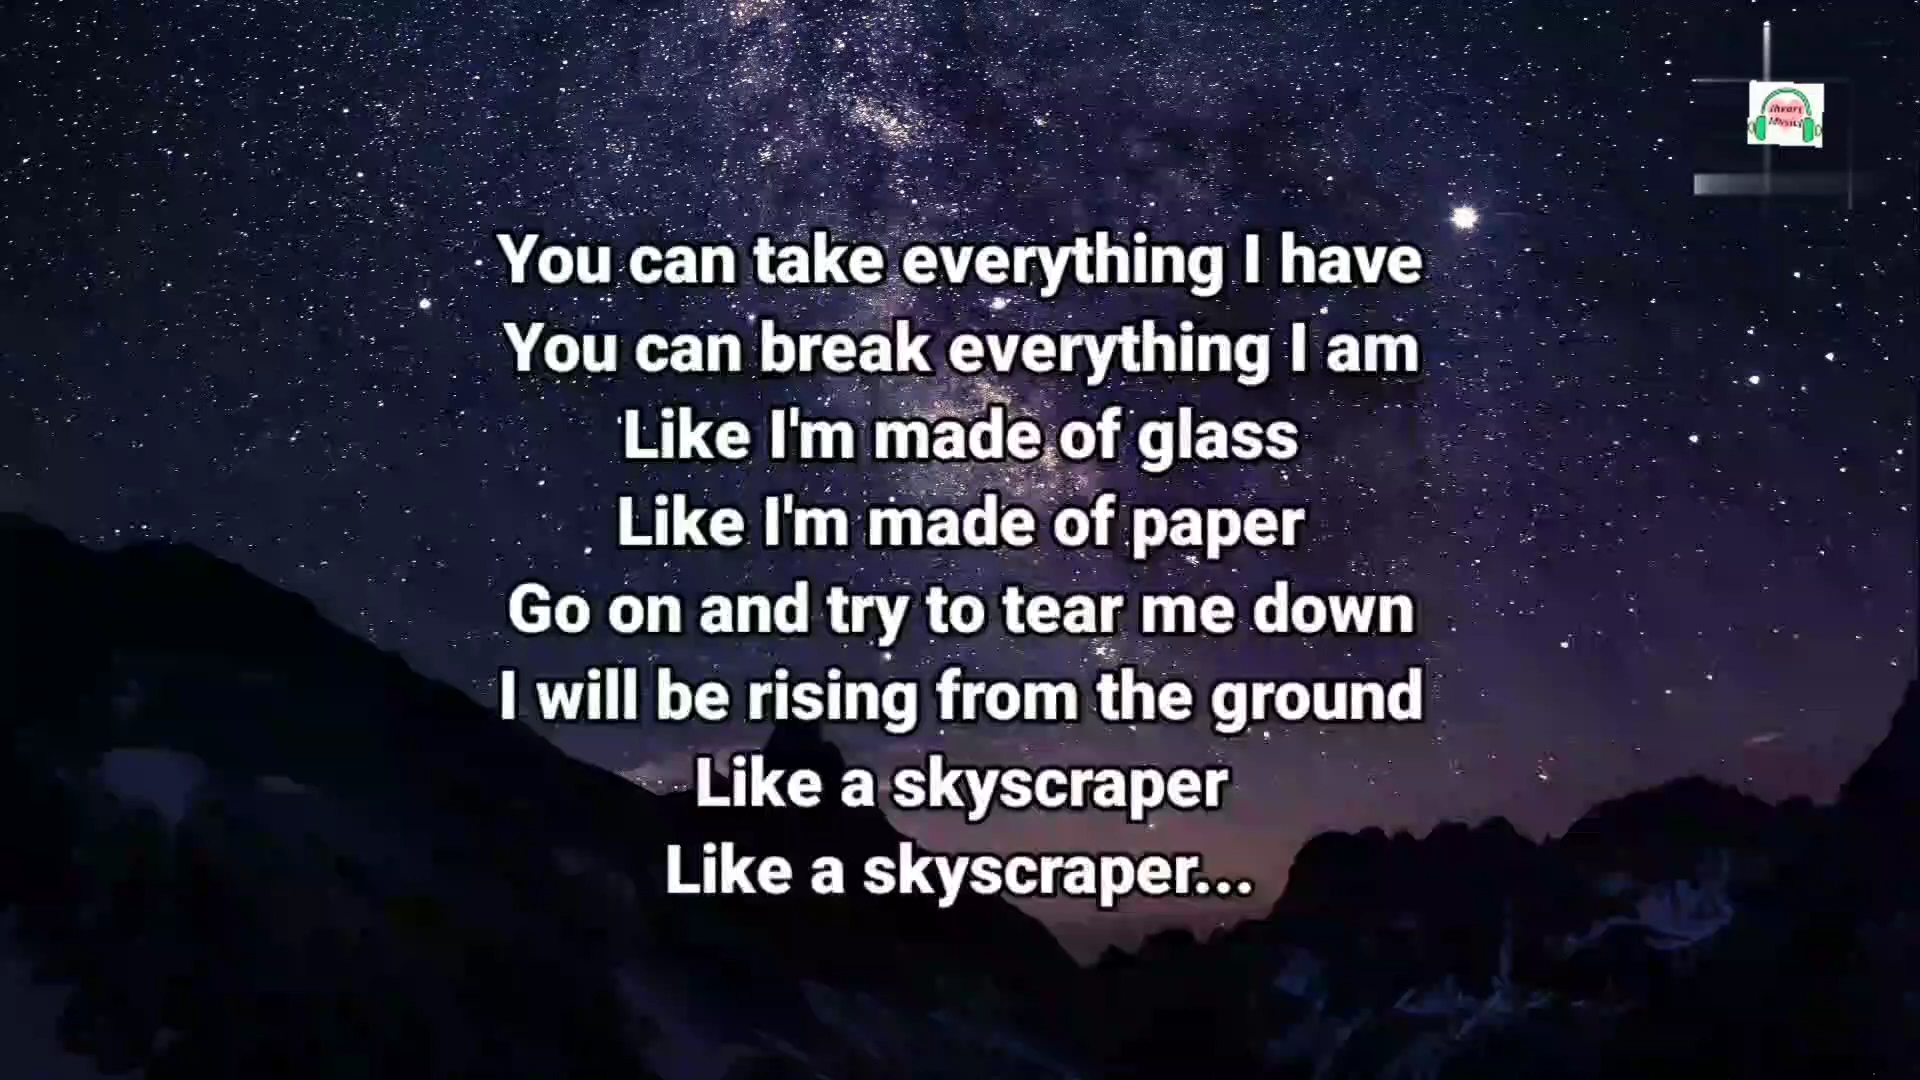 You can take everything I have
You can break everything I am
Like I'm made of glass
Like I'm made of paper
Go on and try to tear me down
I will be rising from the ground
Like a skyscraper
Like a skyscraper...